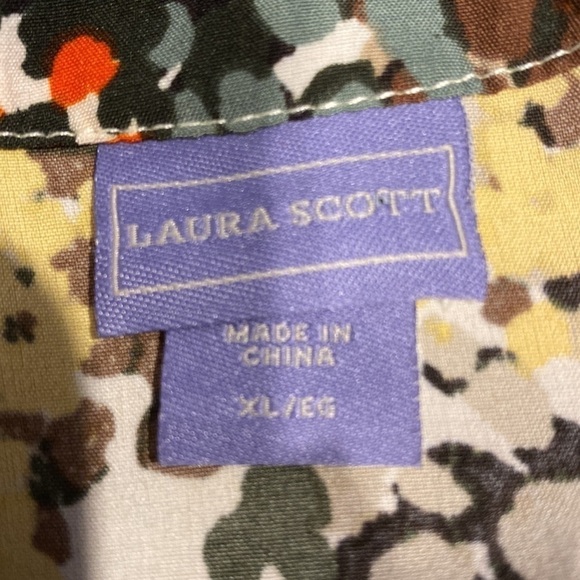 LAURA SCOTT
MADE IN
CHINA
XL/EG